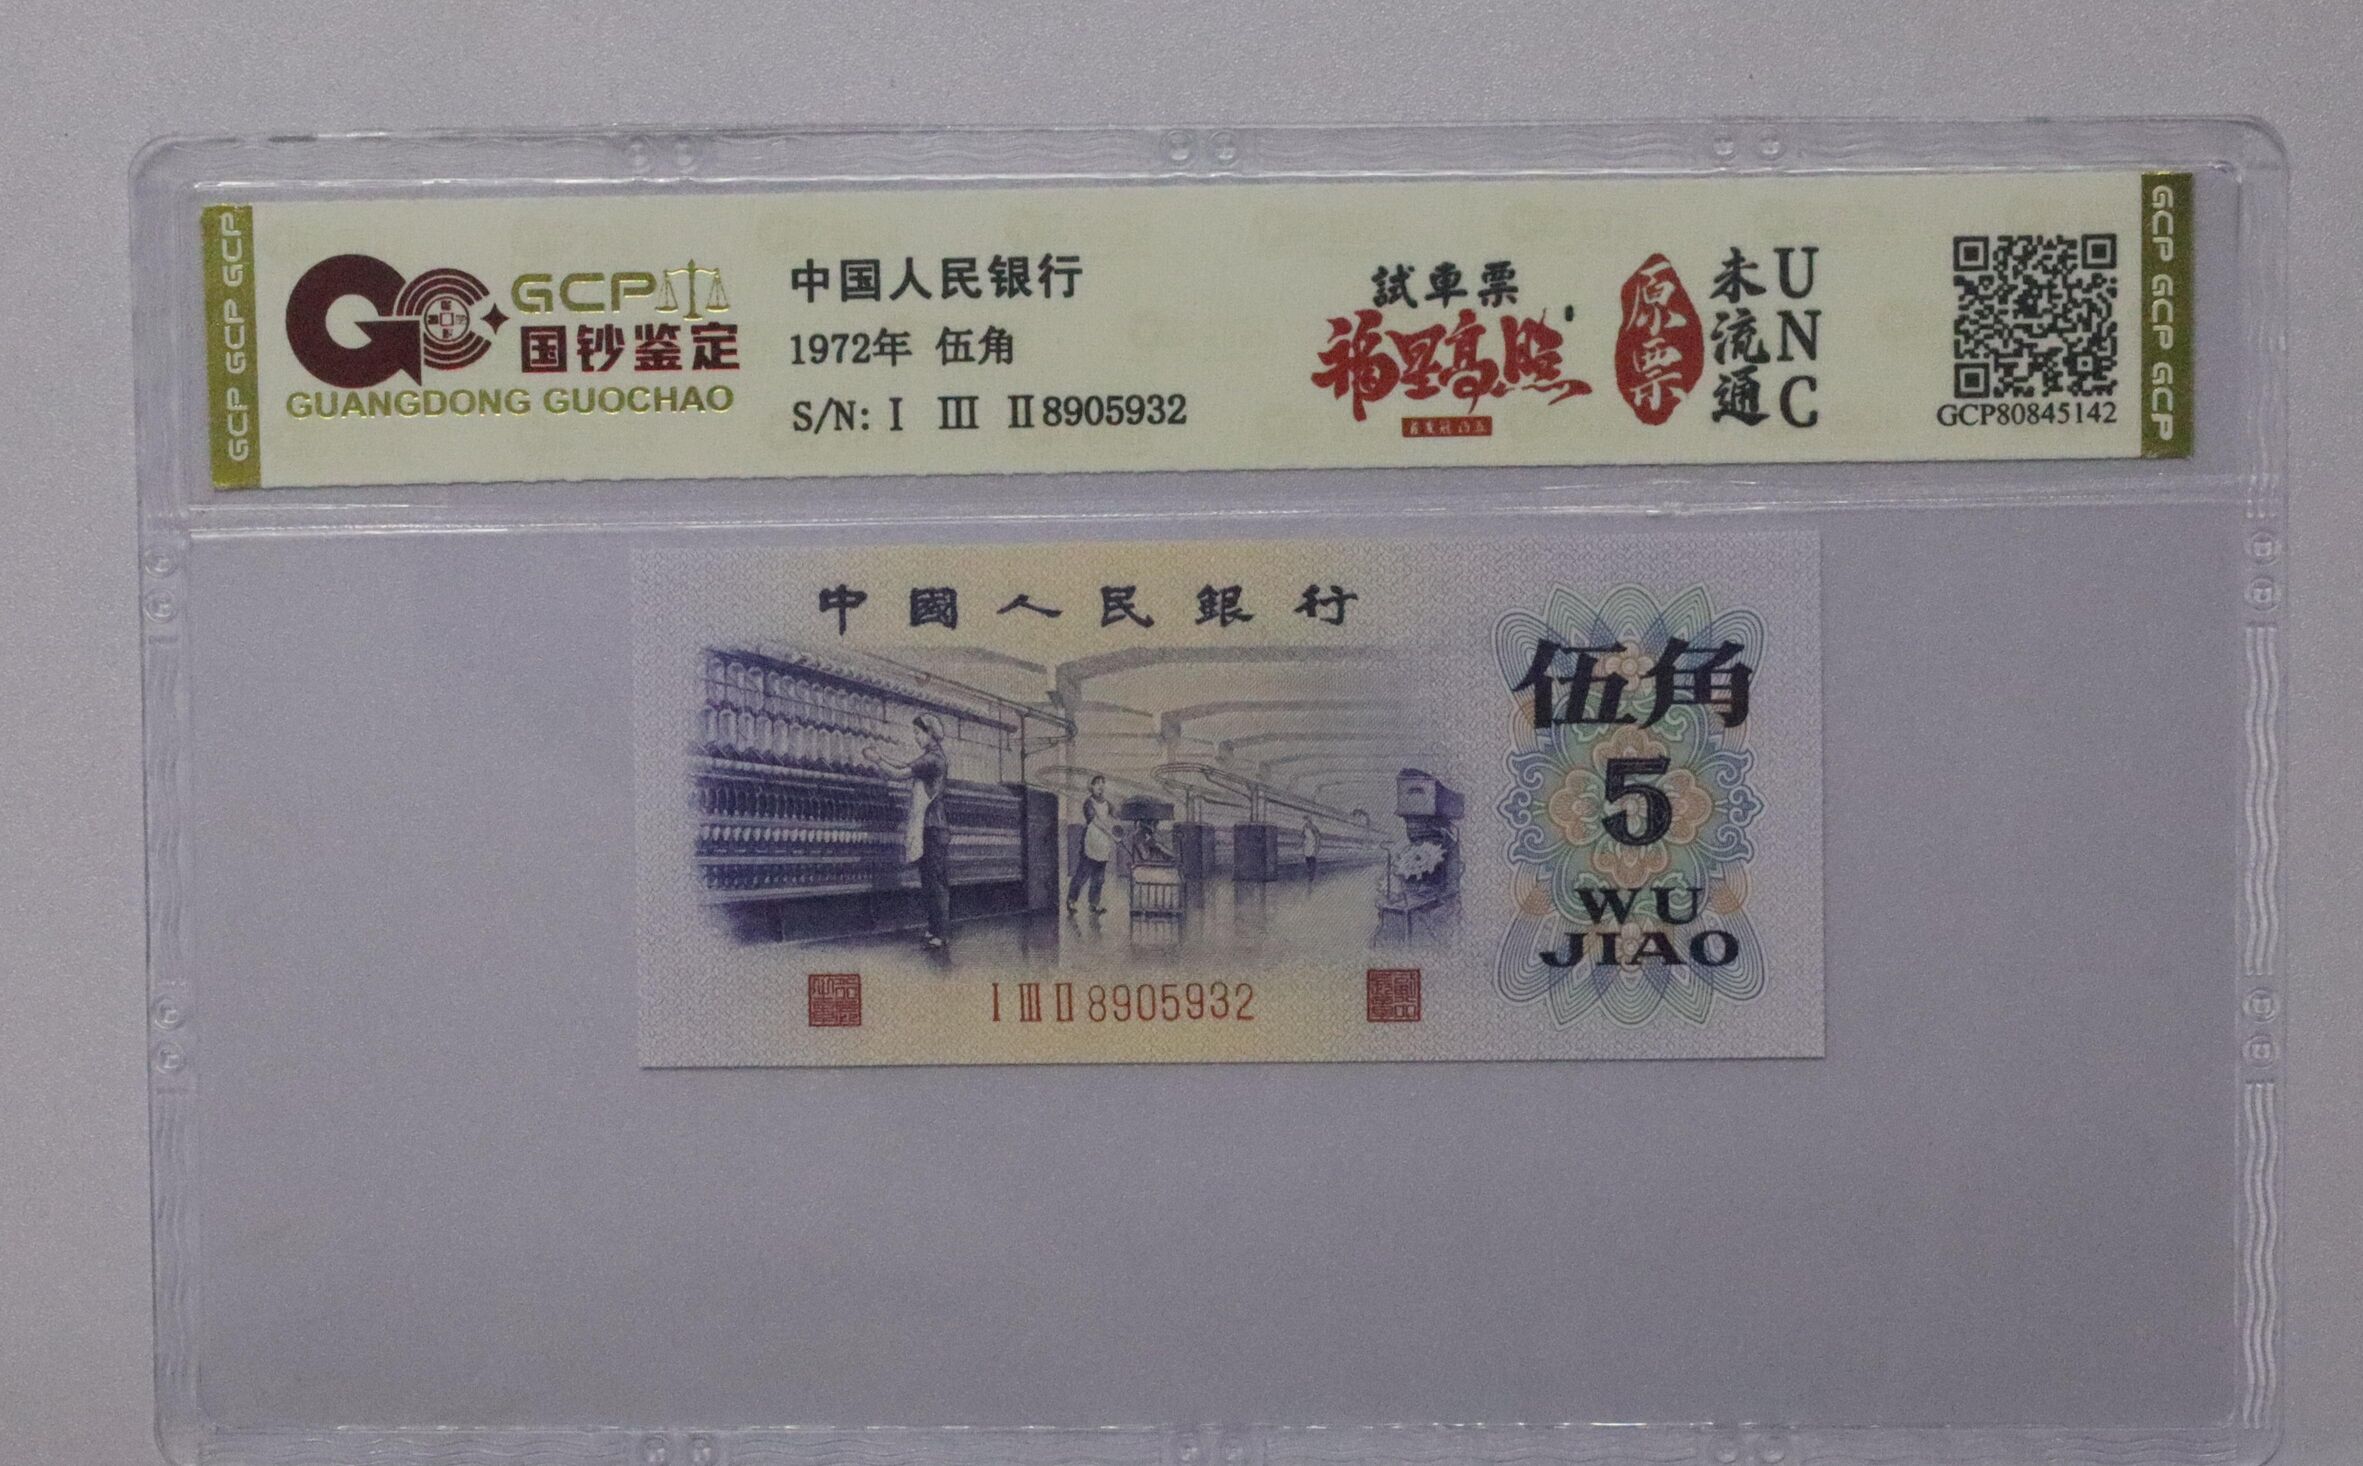 GCP GCP GCP
GCP
国钞鉴定
GUANGDONG GUOCHAO
中国人民银行
1972年 伍角
S/N: Ⅰ Ⅲ Ⅱ8905932
試車票
福星高照
原票
未流通
UNC
GCP80845142
GCP GCP GCP
中國人民銀行
伍角
5
WU
JIAO
Ⅰ Ⅲ Ⅱ 8905932